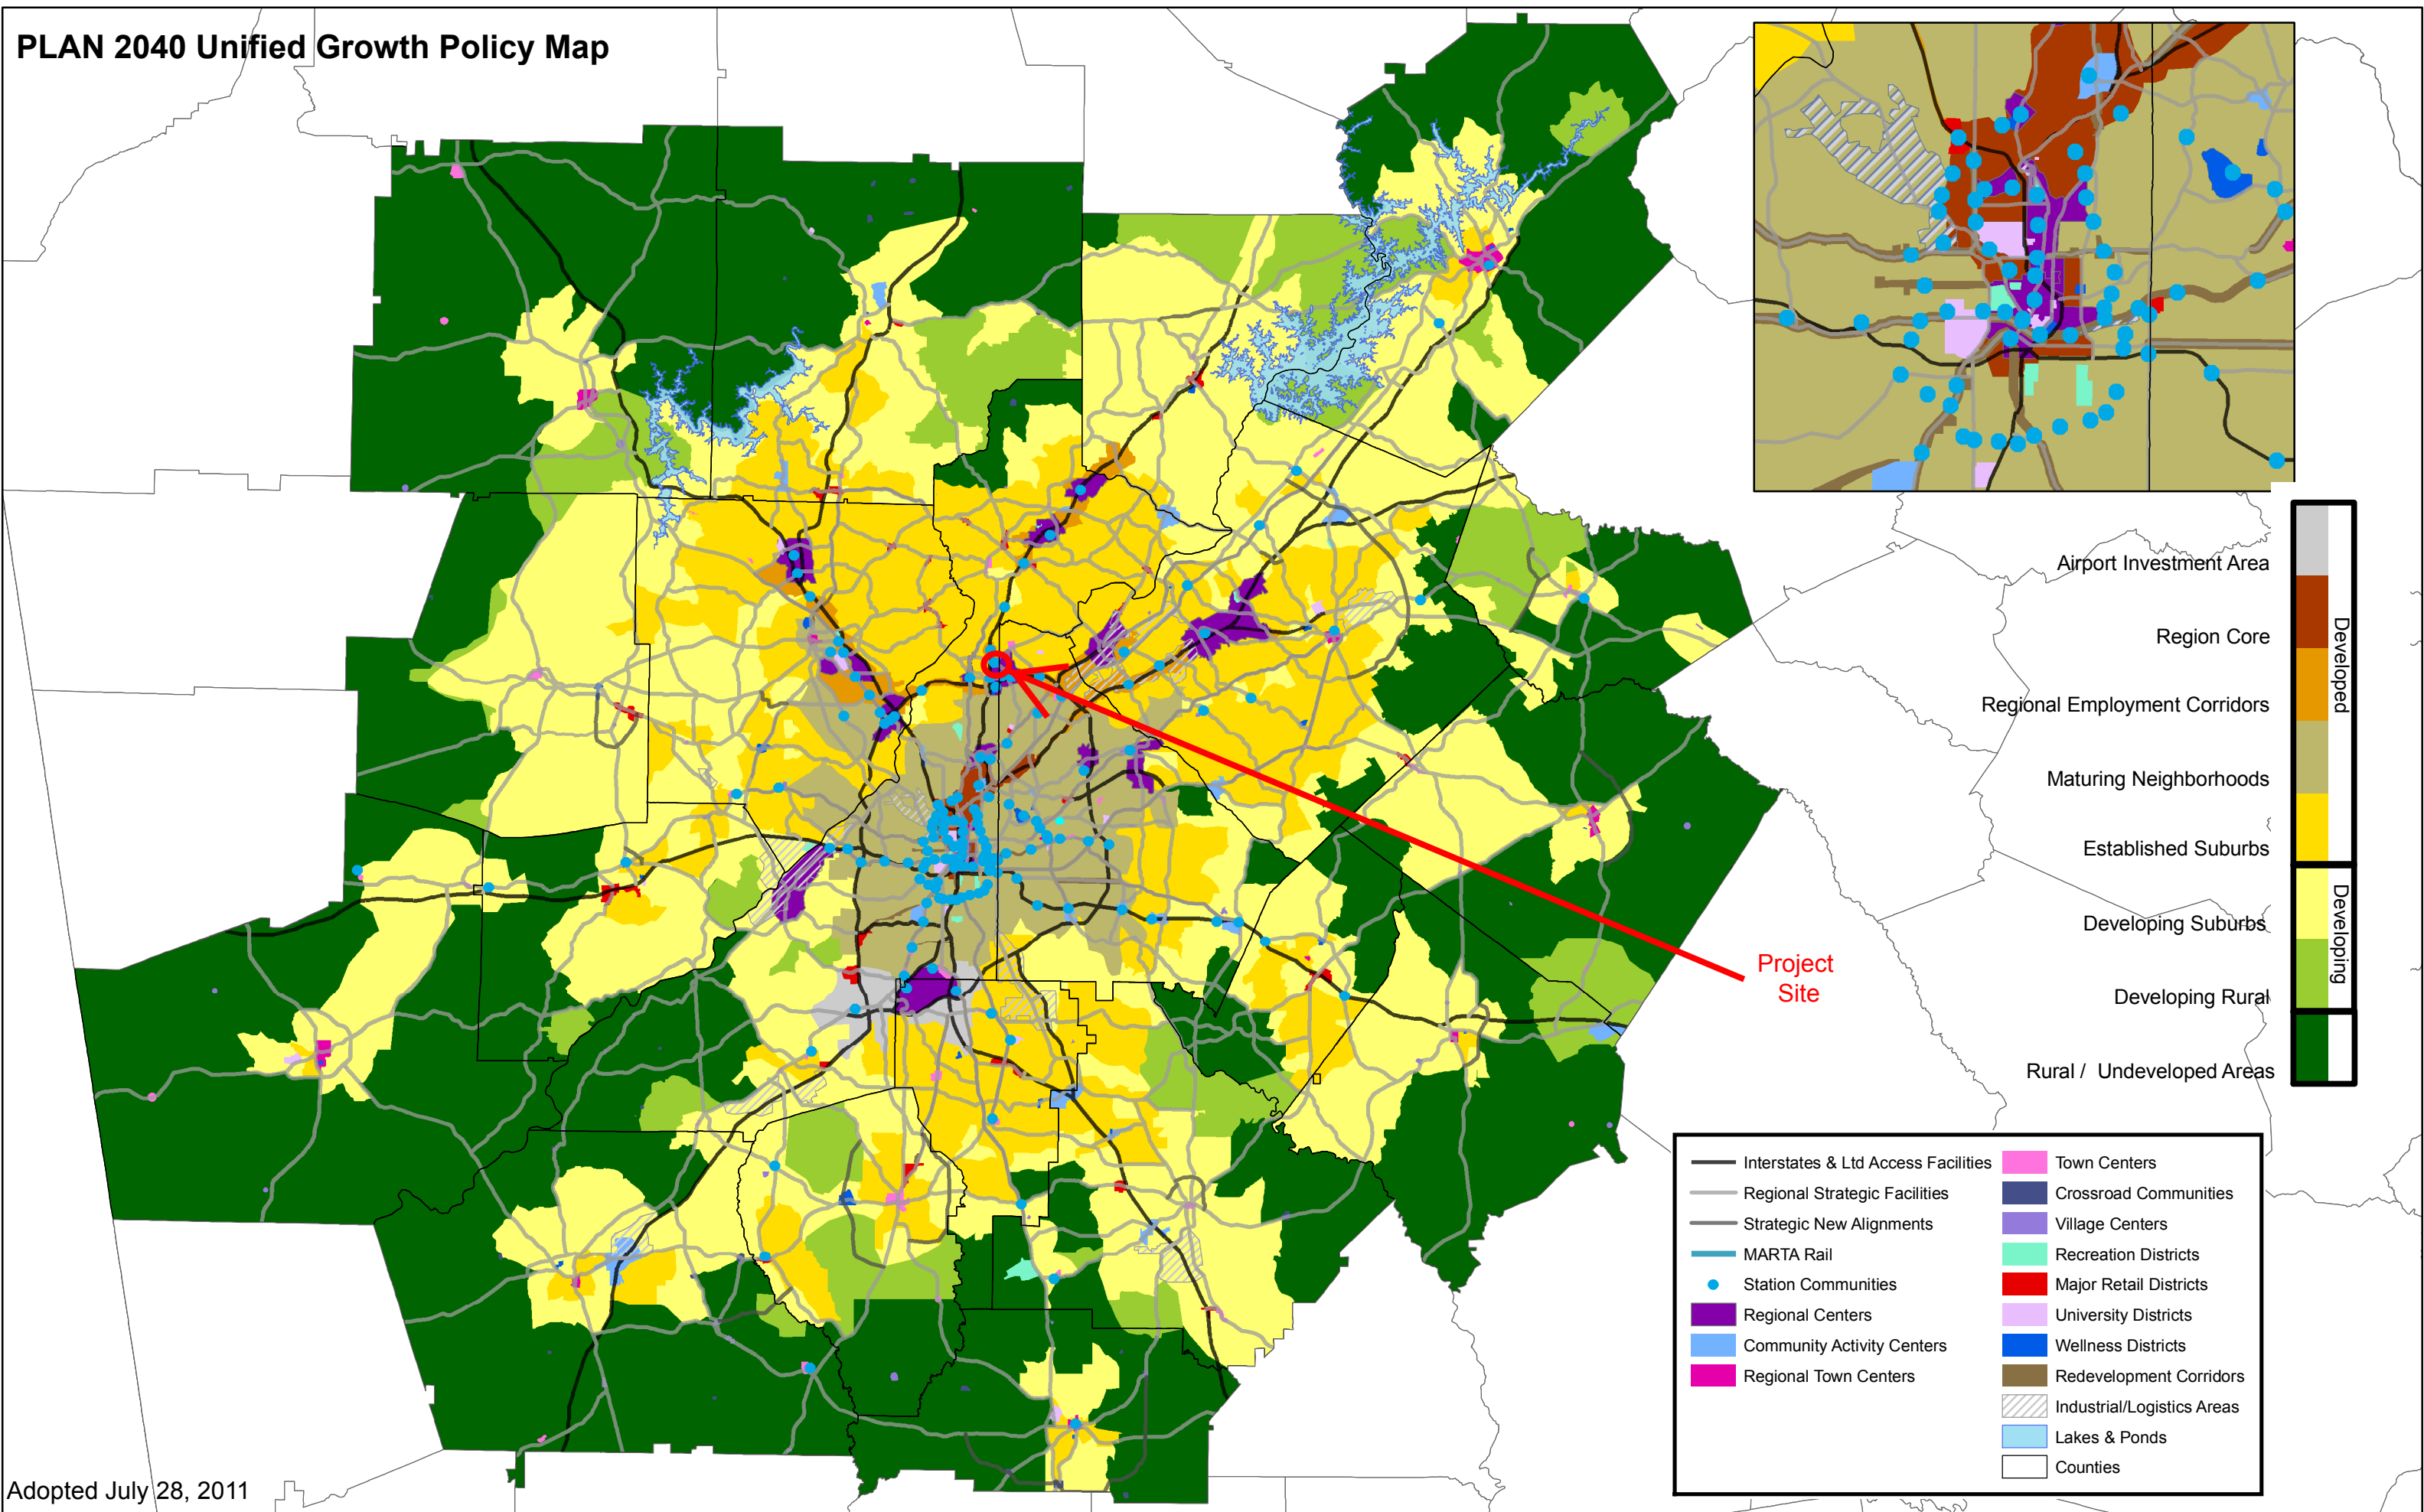 PLAN 2040 Unified Growth Policy Map
Airport Investment Area
Region Core
Regional Employment Corridors
Maturing Neighborhoods
Established Suburbs
Developing Suburbs
Developing Rural
Rural / Undeveloped Areas
Developed
Developing
Project
Site
Interstates & Ltd Access Facilities
Regional Strategic Facilities
Strategic New Alignments
MARTA Rail
Station Communities
Regional Centers
Community Activity Centers
Regional Town Centers
Town Centers
Crossroad Communities
Village Centers
Recreation Districts
Major Retail Districts
University Districts
Wellness Districts
Redevelopment Corridors
Industrial/Logistics Areas
Lakes & Ponds
Counties
Adopted July 28, 2011